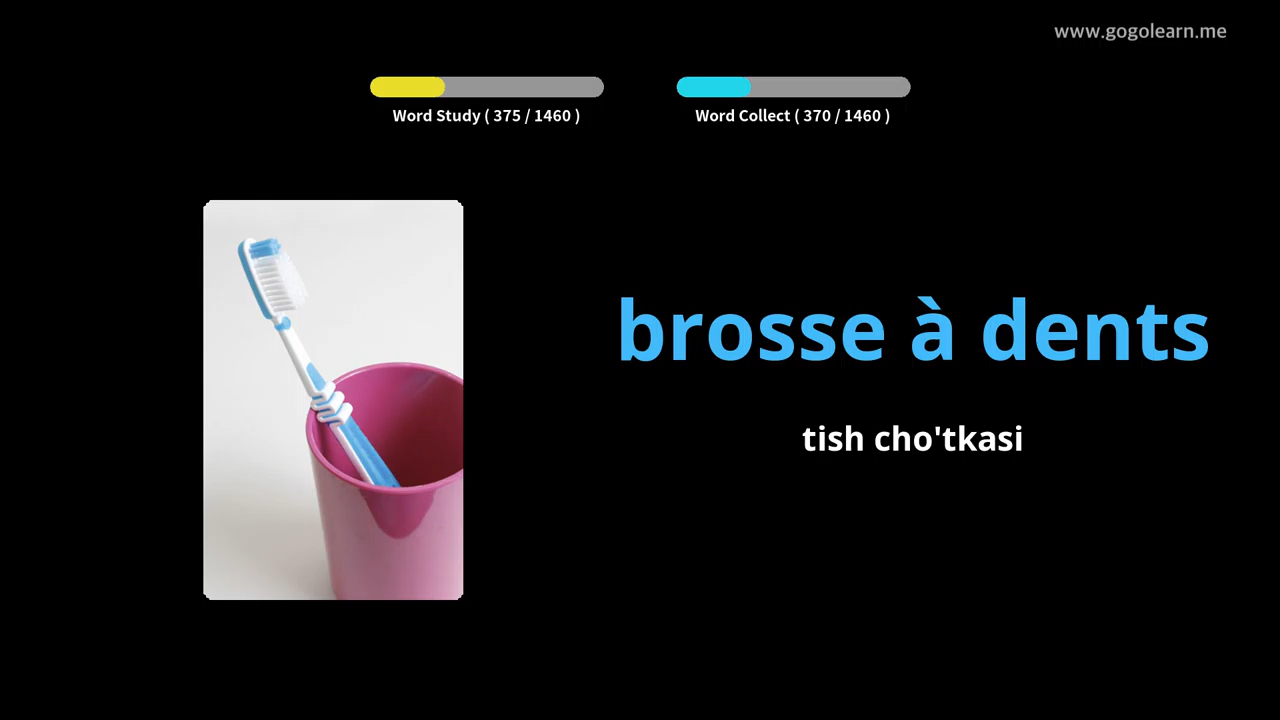 www.gogolearn.me
Word Study ( 375 / 1460 )
Word Collect ( 370 / 1460 )
brosse à dents
tish cho'tkasi